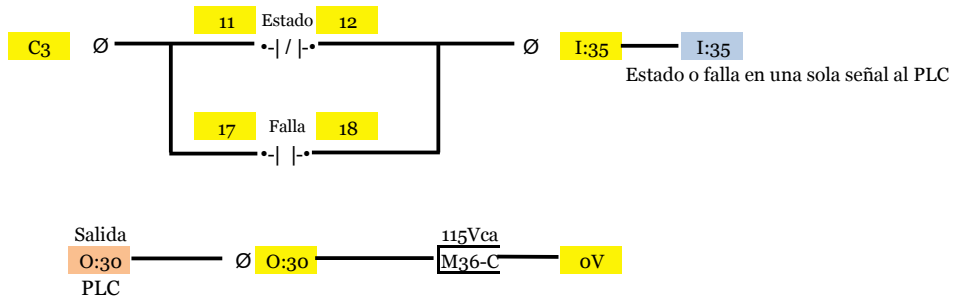 11 Estado 12
C3 Ø •-| / |-• Ø I:35 I:35
Estado o falla en una sola señal al PLC
17 Falla 18
•-| |-•
Salida 115Vca
O:30 Ø O:30 M36-C 0V
PLC